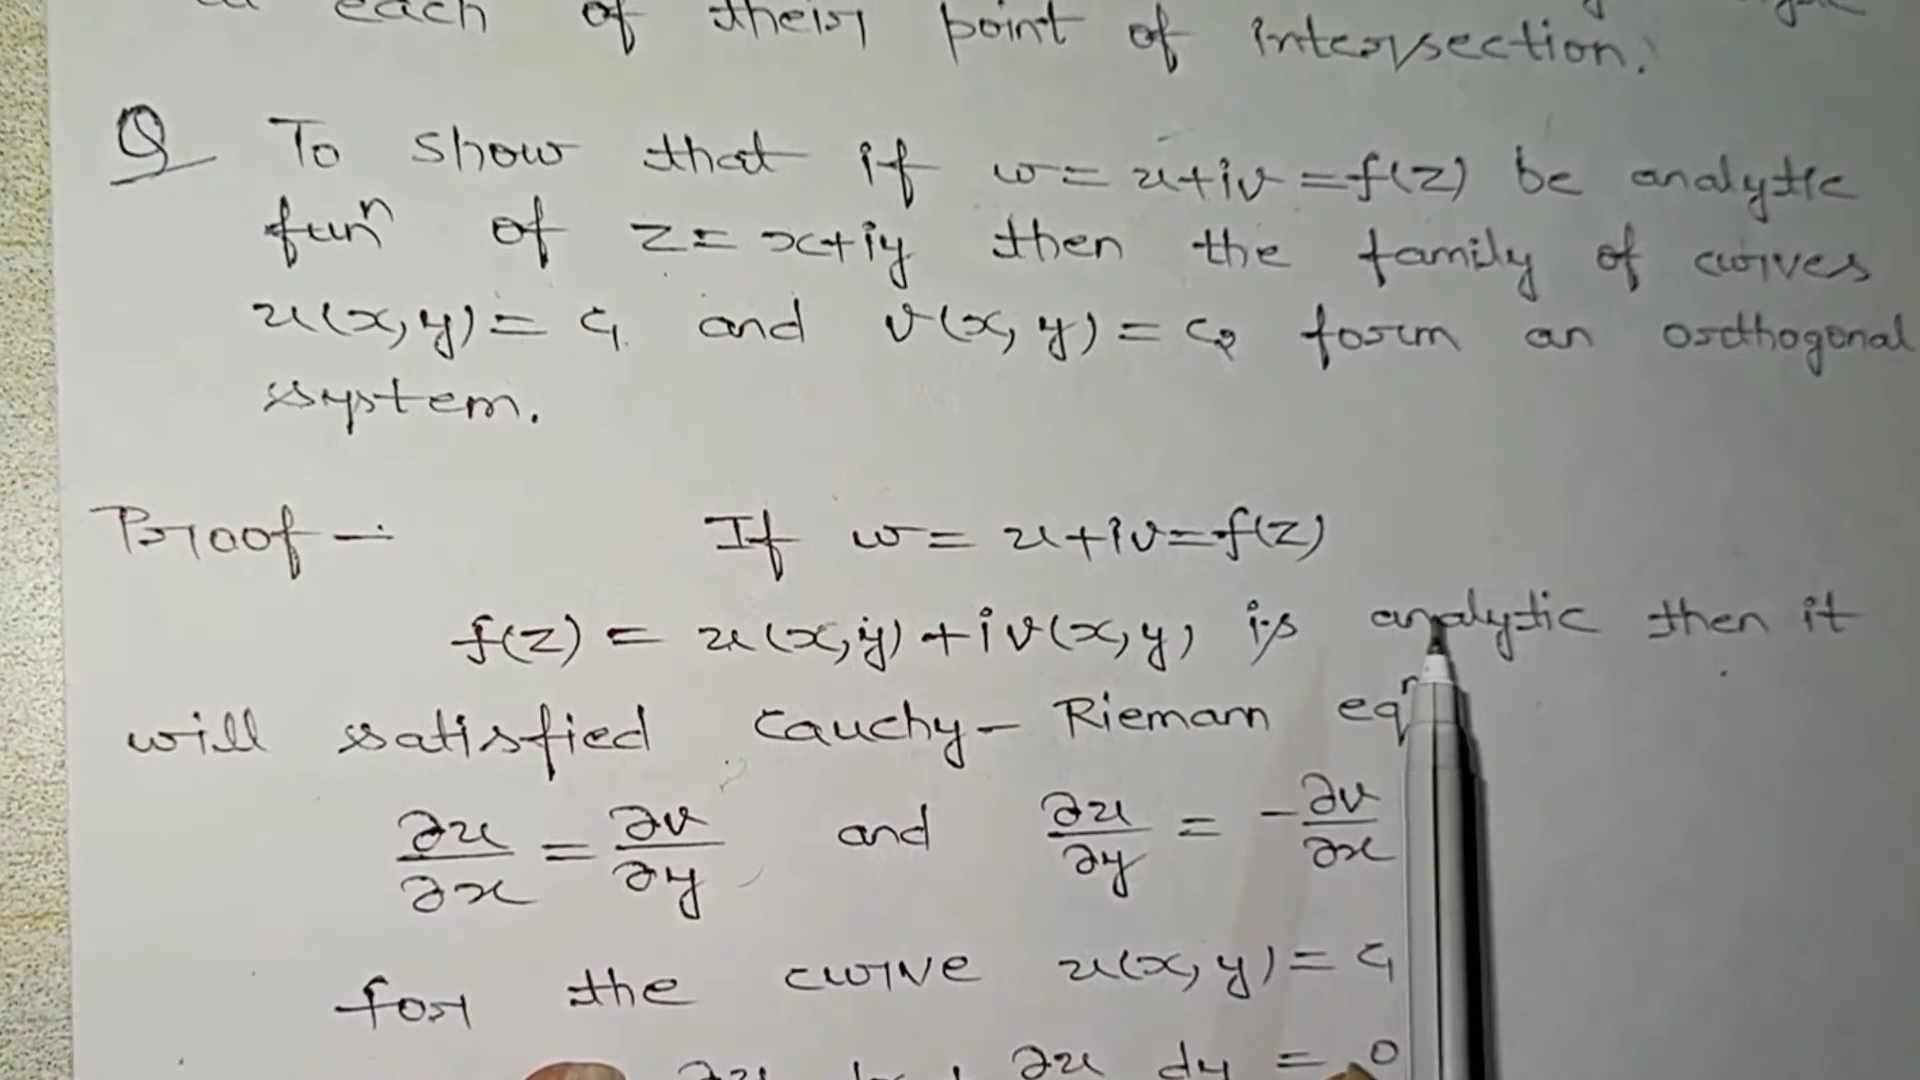 each of their point of intersection.
Q To show that if w = u+iv = f(z) be analytic
funⁿ of z = x+iy then the family of curves
u(x,y) = c₁ and v(x,y) = c₂ form an orthogonal
system.
Proof – If w = u+iv = f(z)
f(z) = u(x,y) + iv(x,y) is analytic then it
will satisfied Cauchy – Riemann eqⁿ
∂u/∂x = ∂v/∂y and ∂u/∂y = -∂v/∂x
for the curve u(x,y) = c₁
∂u ∂u dy = 0